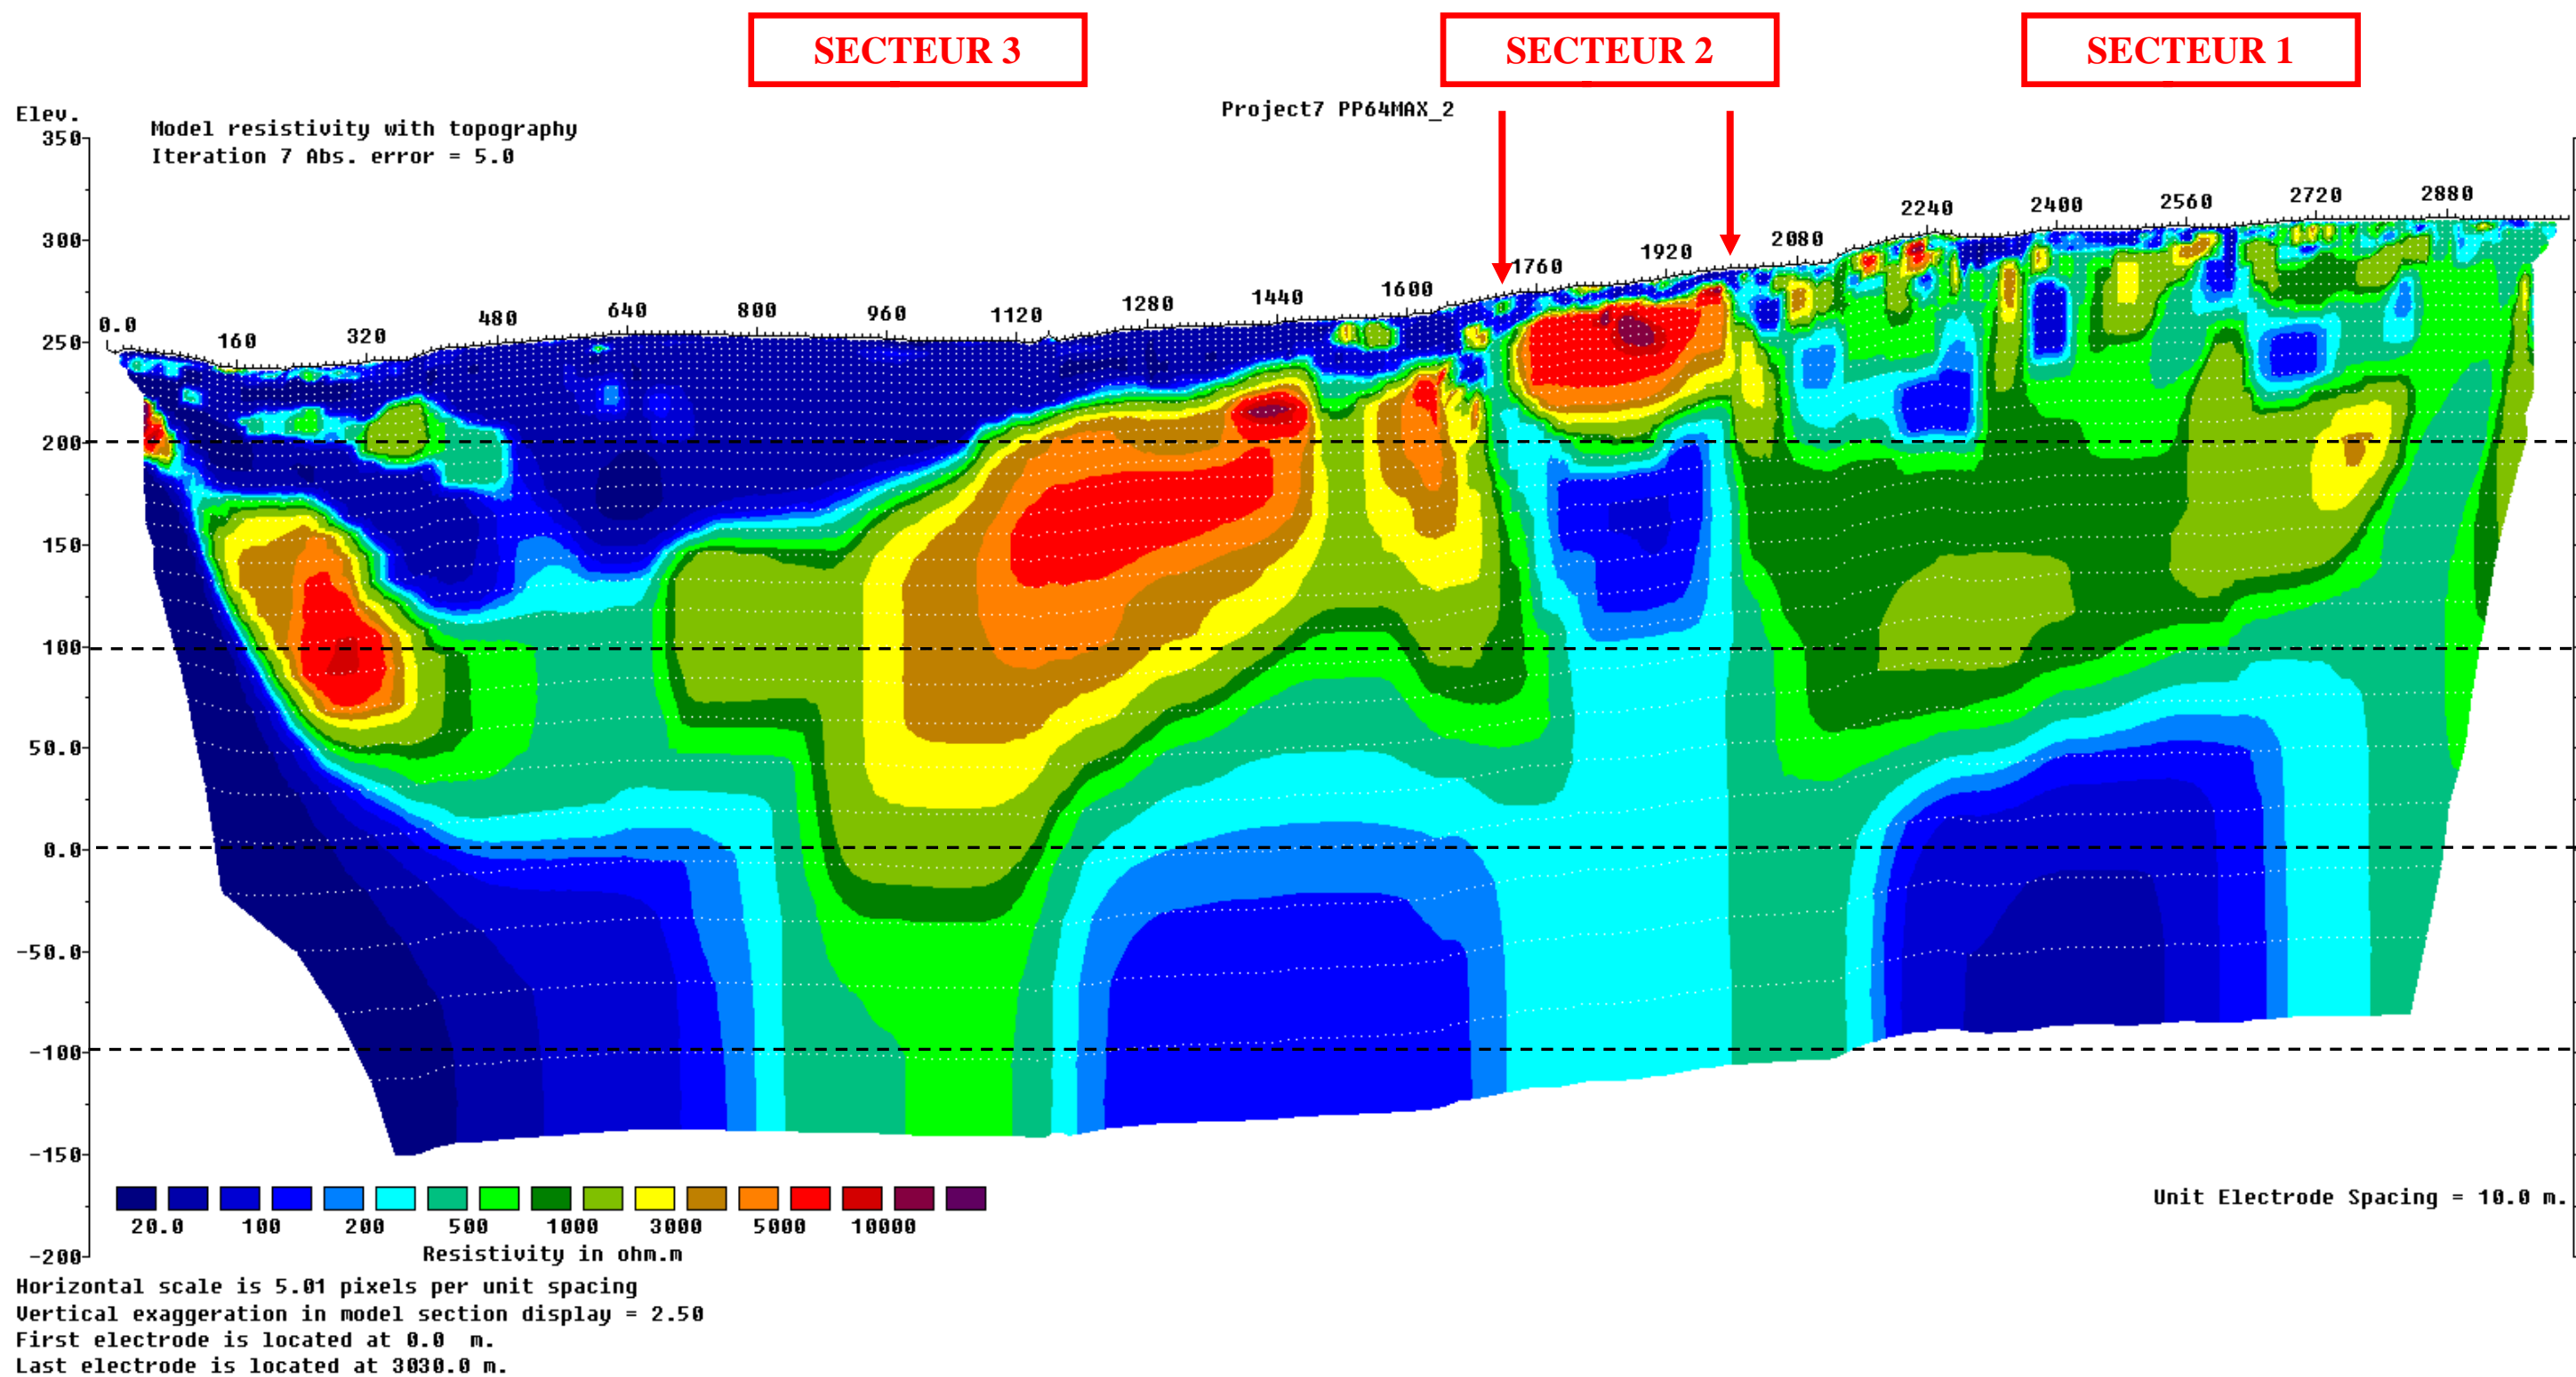 SECTEUR 3
SECTEUR 2
SECTEUR 1
Elev.
Project7 PP64MAX_2
Model resistivity with topography
Iteration 7 Abs. error = 5.0
350
300
250
200
150
100
50.0
0.0
-50.0
-100
-150
-200
0.0
160
320
480
640
800
960
1120
1280
1440
1600
1760
1920
2080
2240
2400
2560
2720
2880
20.0 100 200 500 1000 3000 5000 10000
Resistivity in ohm.m
Unit Electrode Spacing = 10.0 m.
Horizontal scale is 5.01 pixels per unit spacing
Vertical exaggeration in model section display = 2.50
First electrode is located at 0.0 m.
Last electrode is located at 3030.0 m.